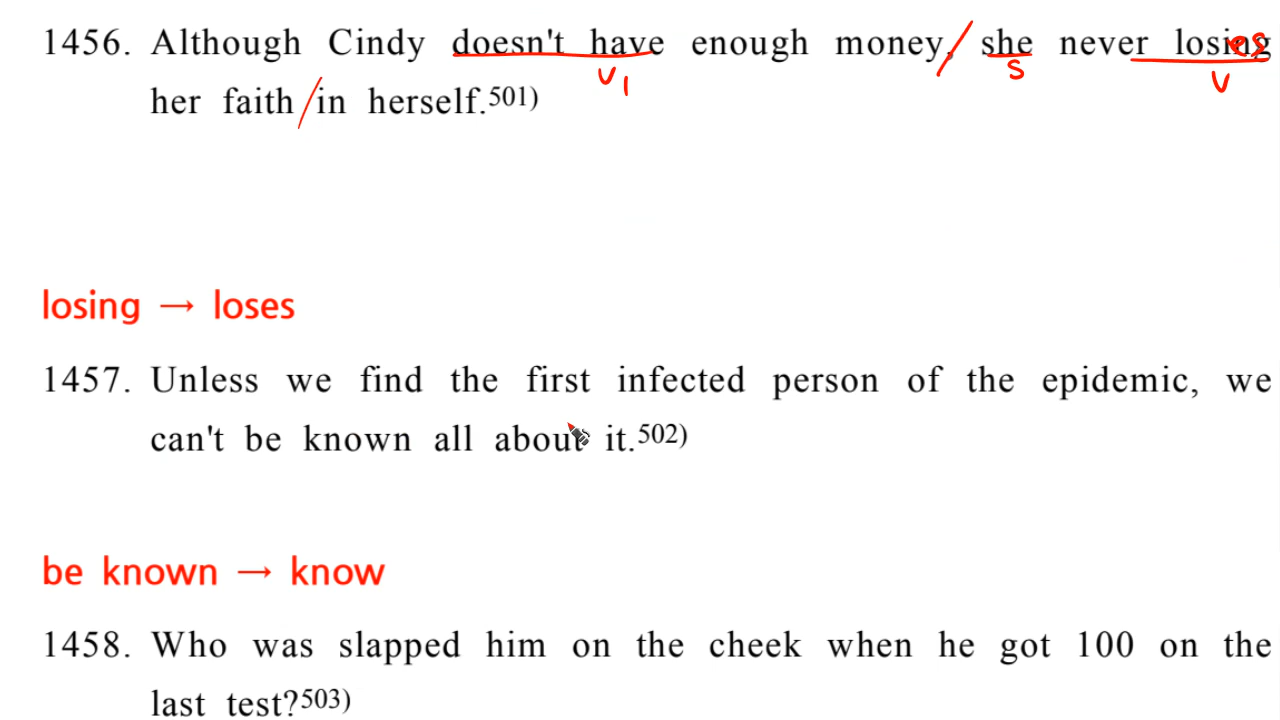 1456. Although Cindy doesn't have enough money, she never losing es
V1 S V
her faith in herself.501)
losing → loses
1457. Unless we find the first infected person of the epidemic, we
can't be known all about it.502)
be known → know
1458. Who was slapped him on the cheek when he got 100 on the
last test?503)